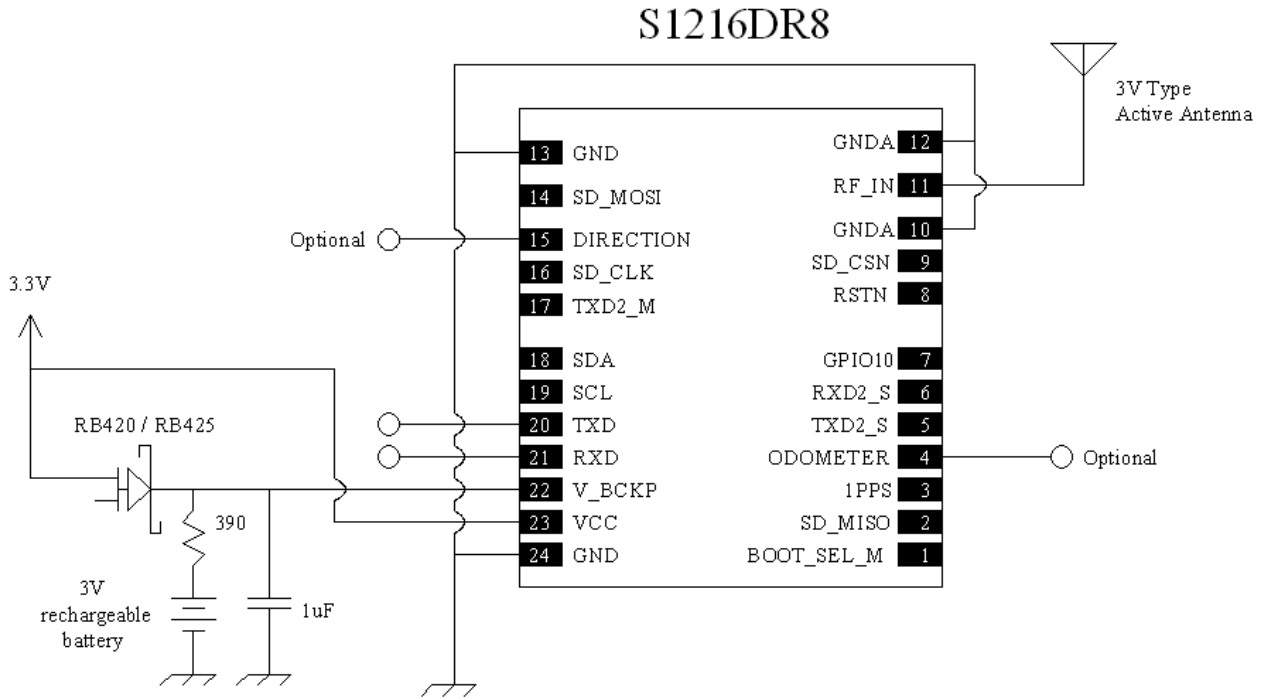 S1216DR8
3V Type
Active Antenna
13 GND
GNDA 12
14 SD_MOSI
RF_IN 11
Optional
15 DIRECTION
GNDA 10
16 SD_CLK
SD_CSN 9
3.3V
17 TXD2_M
RSTN 8
18 SDA
GPIO10 7
19 SCL
RXD2_S 6
RB420 / RB425
20 TXD
TXD2_S 5
21 RXD
ODOMETER 4
Optional
22 V_BCKP
1PPS 3
390
23 VCC
SD_MISO 2
24 GND
BOOT_SEL_M 1
3V
rechargeable
battery
1uF